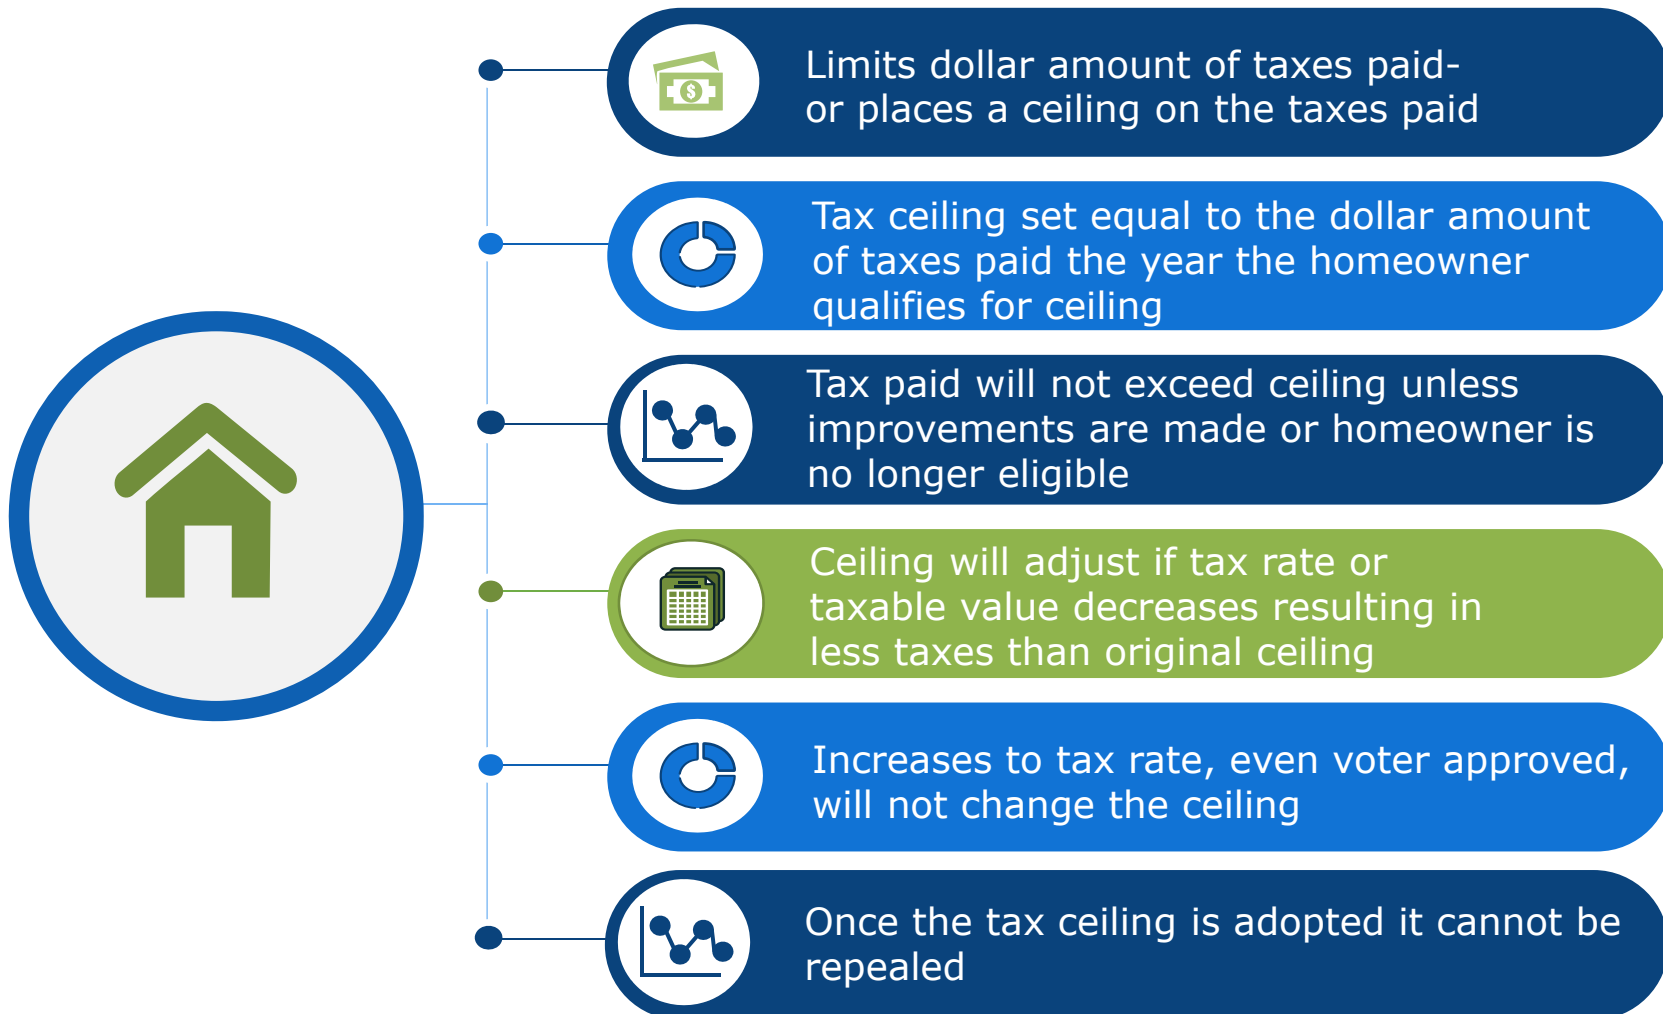 Limits dollar amount of taxes paid-
or places a ceiling on the taxes paid
Tax ceiling set equal to the dollar amount
of taxes paid the year the homeowner
qualifies for ceiling
Tax paid will not exceed ceiling unless
improvements are made or homeowner is
no longer eligible
Ceiling will adjust if tax rate or
taxable value decreases resulting in
less taxes than original ceiling
Increases to tax rate, even voter approved,
will not change the ceiling
Once the tax ceiling is adopted it cannot be
repealed